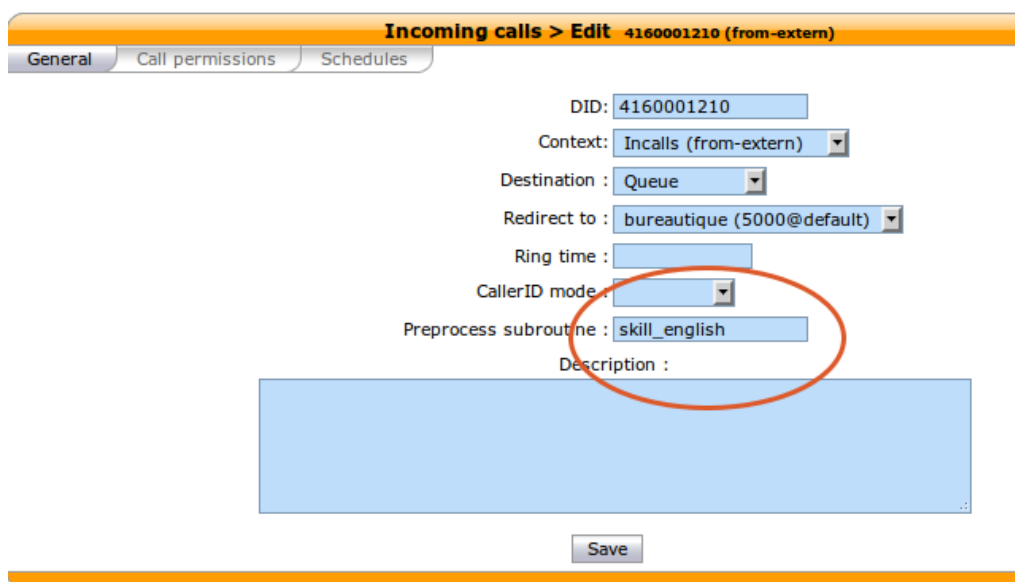 Incoming calls > Edit 4160001210 (from-extern)
General Call permissions Schedules
DID: 4160001210
Context: Incalls (from-extern)
Destination : Queue
Redirect to : bureautique (5000@default)
Ring time :
CallerID mode :
Preprocess subroutine : skill_english
Description :
Save